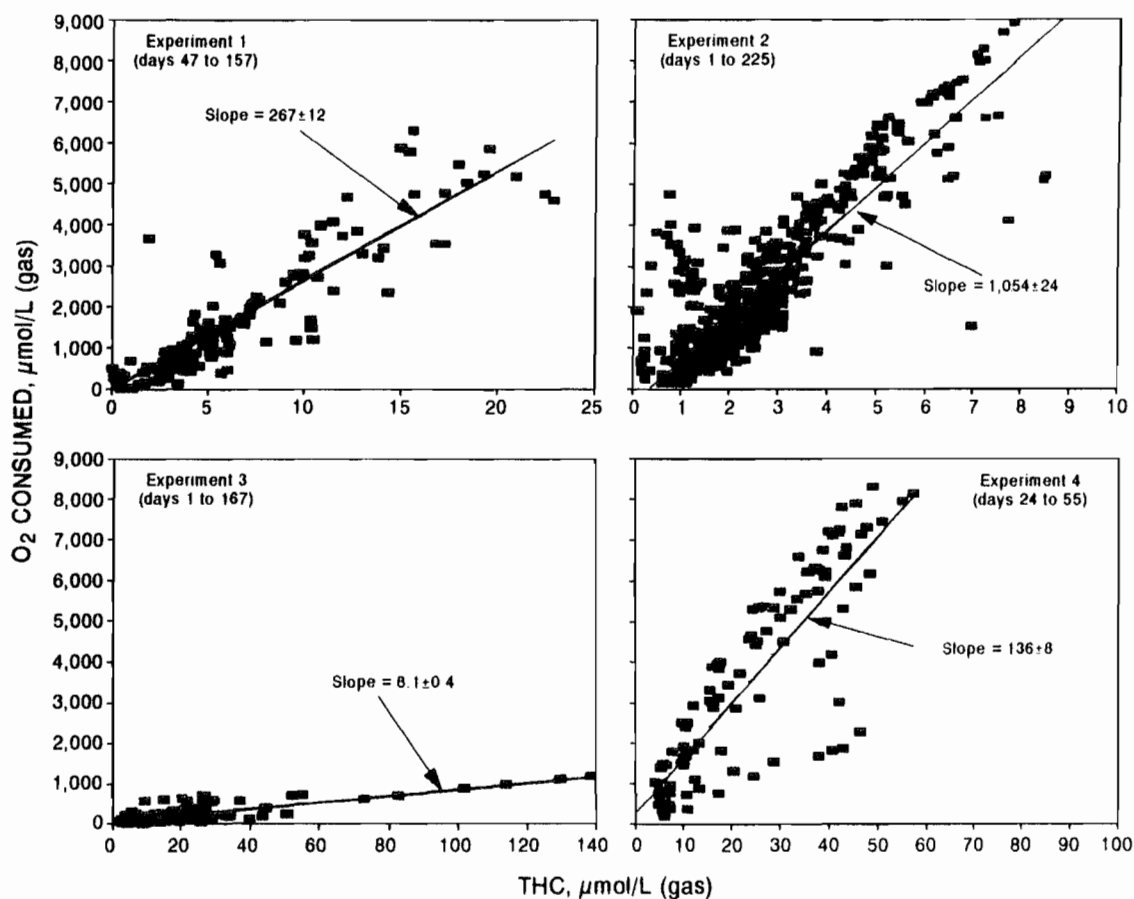 O2 CONSUMED, µmol/L (gas)
Experiment 1
(days 47 to 157)
Slope = 267±12
9,000
8,000
7,000
6,000
5,000
4,000
3,000
2,000
1,000
0
0 5 10 15 20 25
Experiment 2
(days 1 to 225)
Slope = 1,054±24
0 1 2 3 4 5 6 7 8 9 10
Experiment 3
(days 1 to 167)
Slope = 8.1±0 4
9,000
8,000
7,000
6,000
5,000
4,000
3,000
2,000
1,000
0
0 20 40 60 80 100 120 140
Experiment 4
(days 24 to 55)
Slope = 136±8
0 10 20 30 40 50 60 70 80 90 100
THC, µmol/L (gas)